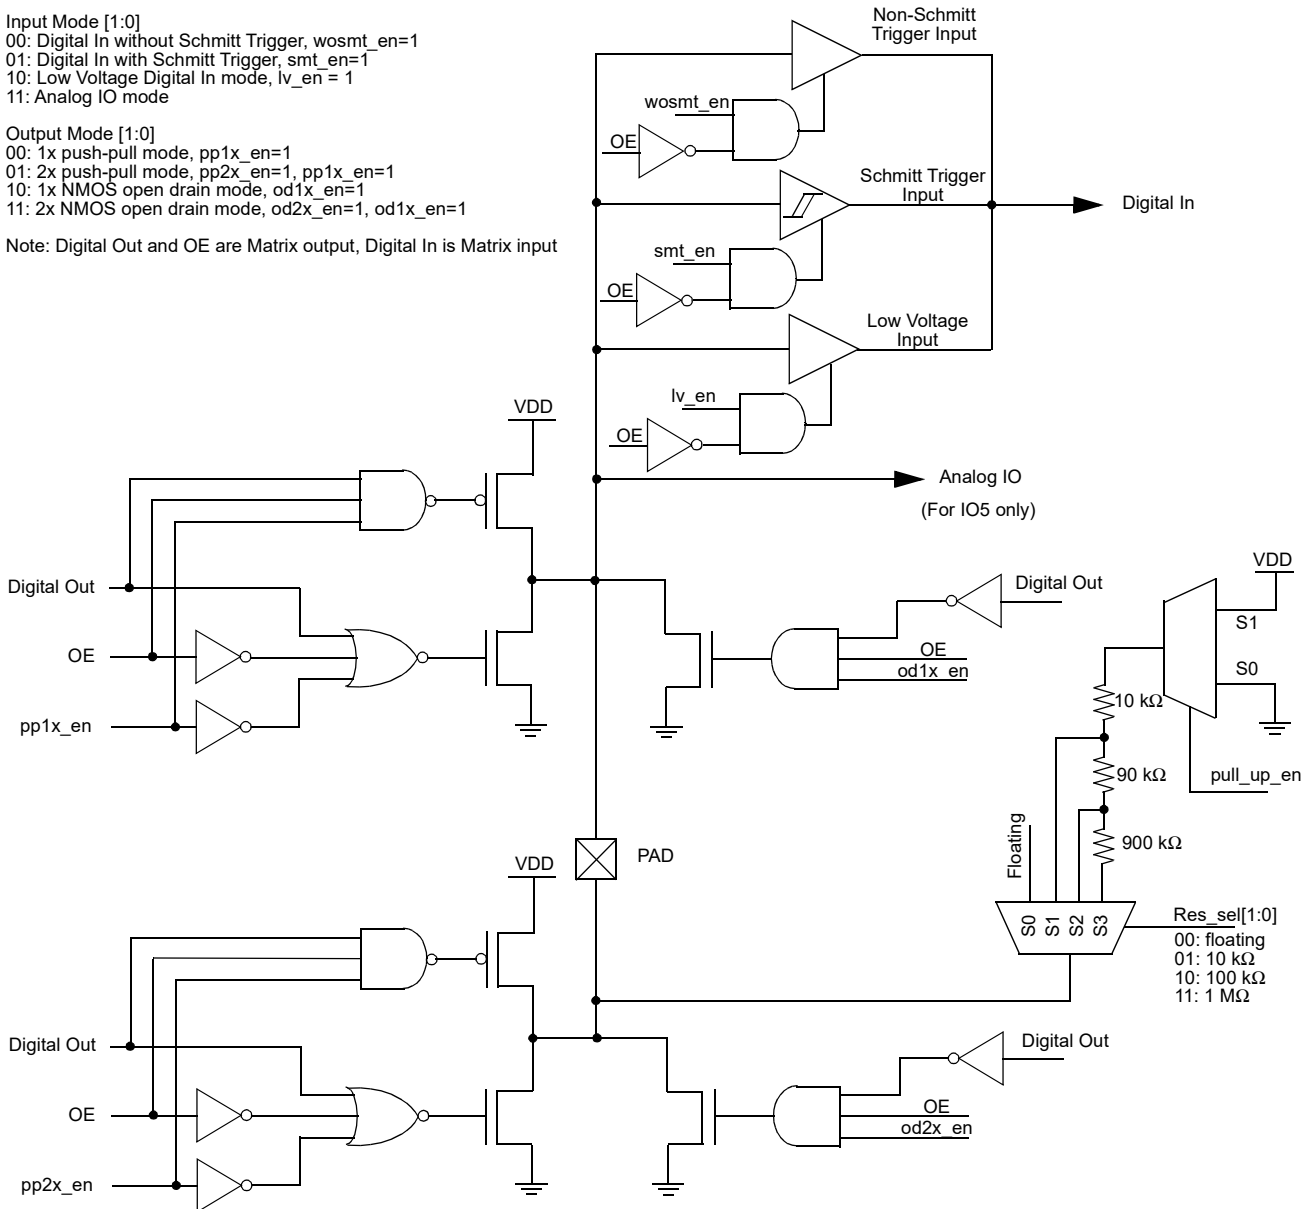 Input Mode [1:0]
00: Digital In without Schmitt Trigger, wosmt_en=1
01: Digital In with Schmitt Trigger, smt_en=1
10: Low Voltage Digital In mode, lv_en = 1
11: Analog IO mode
Output Mode [1:0]
00: 1x push-pull mode, pp1x_en=1
01: 2x push-pull mode, pp2x_en=1, pp1x_en=1
10: 1x NMOS open drain mode, od1x_en=1
11: 2x NMOS open drain mode, od2x_en=1, od1x_en=1
Note: Digital Out and OE are Matrix output, Digital In is Matrix input
Non-Schmitt
Trigger Input
wosmt_en
OE
Schmitt Trigger
Input
Digital In
smt_en
OE
Low Voltage
Input
lv_en
OE
Analog IO
(For IO5 only)
VDD
Digital Out
OE
pp1x_en
Digital Out
OE
od1x_en
VDD
S1
S0
pull_up_en
10 kΩ
90 kΩ
900 kΩ
Floating
S0
S1
S2
S3
Res_sel[1:0]
00: floating
01: 10 kΩ
10: 100 kΩ
11: 1 MΩ
PAD
VDD
Digital Out
OE
pp2x_en
Digital Out
OE
od2x_en